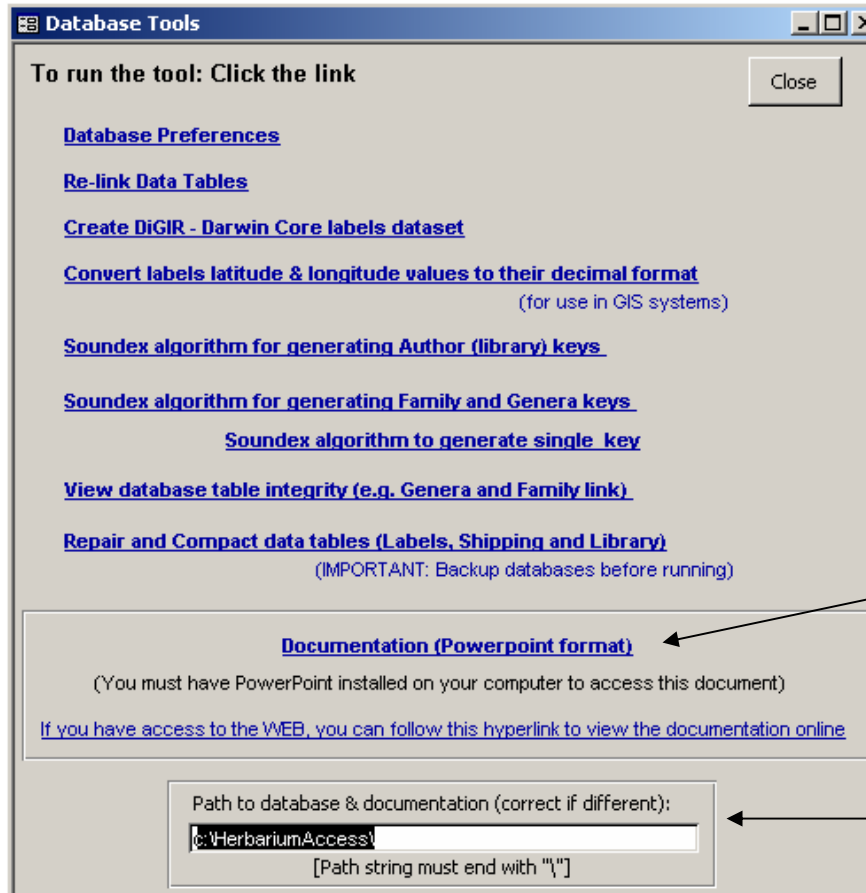 Database Tools
To run the tool: Click the link
Close
Database Preferences
Re-link Data Tables
Create DiGIR - Darwin Core labels dataset
Convert labels latitude & longitude values to their decimal format
(for use in GIS systems)
Soundex algorithm for generating Author (library) keys
Soundex algorithm for generating Family and Genera keys
Soundex algorithm to generate single key
View database table integrity (e.g. Genera and Family link)
Repair and Compact data tables (Labels, Shipping and Library)
(IMPORTANT: Backup databases before running)
Documentation (Powerpoint format)
(You must have PowerPoint installed on your computer to access this document)
If you have access to the WEB, you can follow this hyperlink to view the documentation online
Path to database & documentation (correct if different):
c:\HerbariumAccess\
[Path string must end with "\"]